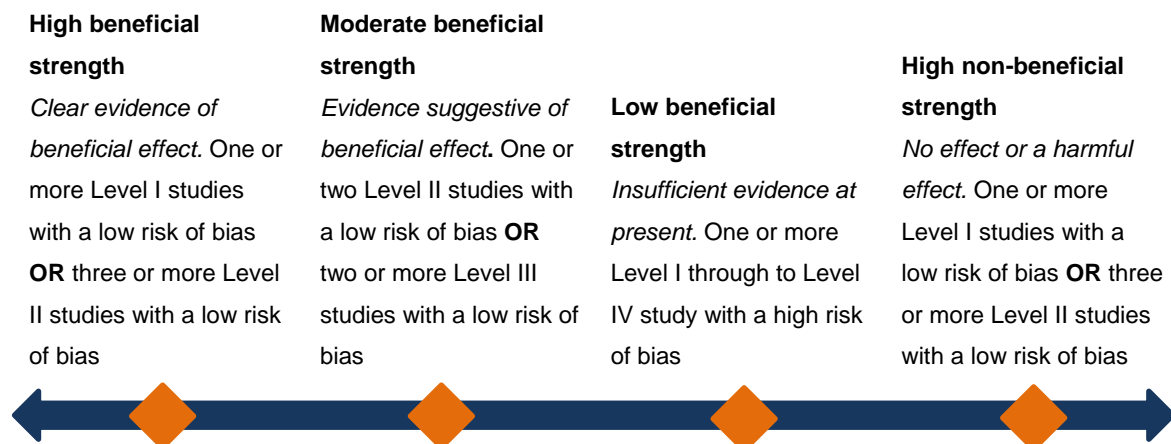 High beneficial
strength
Clear evidence of
beneficial effect. One or
more Level I studies
with a low risk of bias
OR three or more Level
II studies with a low risk
of bias
Moderate beneficial
strength
Evidence suggestive of
beneficial effect. One or
two Level II studies with
a low risk of bias OR
two or more Level III
studies with a low risk of
bias
Low beneficial
strength
Insufficient evidence at
present. One or more
Level I through to Level
IV study with a high risk
of bias
High non-beneficial
strength
No effect or a harmful
effect. One or more
Level I studies with a
low risk of bias OR three
or more Level II studies
with a low risk of bias